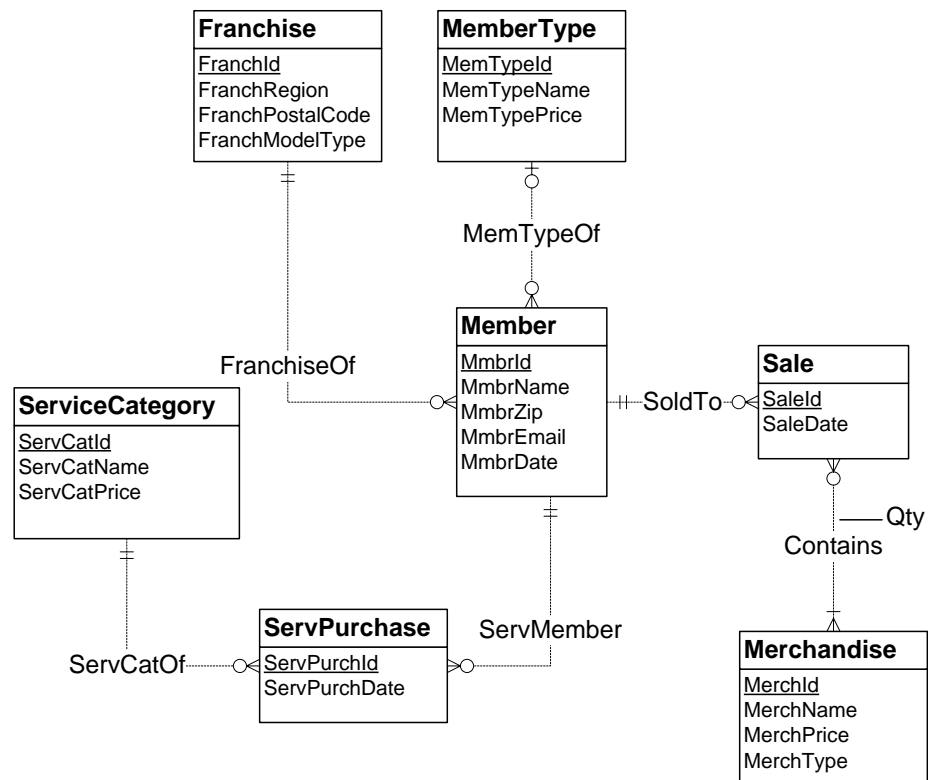 Franchise
FranchId
FranchRegion
FranchPostalCode
FranchModelType
MemberType
MemTypeId
MemTypeName
MemTypePrice
MemTypeOf
FranchiseOf
Member
MmbrId
MmbrName
MmbrZip
MmbrEmail
MmbrDate
SoldTo
Sale
SaleId
SaleDate
ServiceCategory
ServCatId
ServCatName
ServCatPrice
Qty
Contains
ServCatOf
ServPurchase
ServPurchId
ServPurchDate
ServMember
Merchandise
MerchId
MerchName
MerchPrice
MerchType